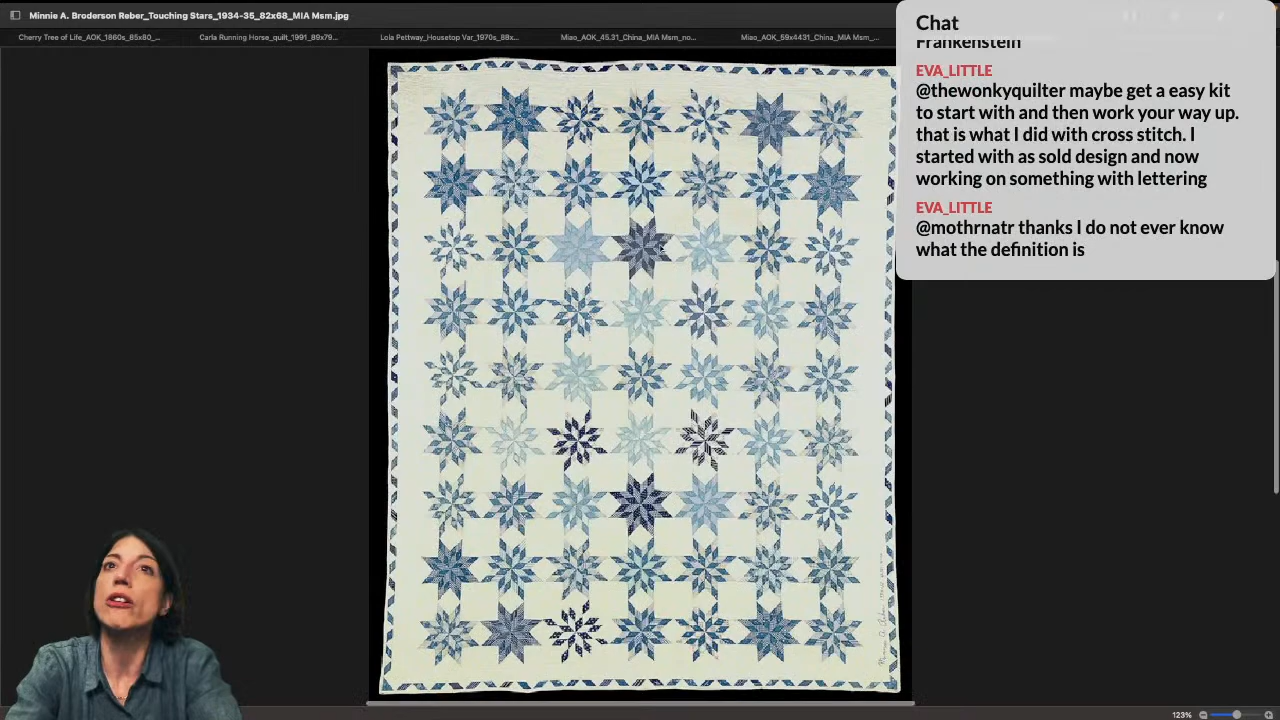 Minnie A. Broderson Reber_Touching Stars_1934-35_82x68_MIA Msm.jpg
Cherry Tree of Life_AOK_1860s_85x80_...
Carla Running Horse_quilt_1991_89x79...
Lola Pettway_Housetop Var_1970s_88x...
Miao_AOK_45.31_China_MIA Msm_no...
Miao_AOK_59x4431_China_MIA Msm_...
Chat
Frankenstein
EVA_LITTLE
@thewonkyquilter maybe get a easy kit
to start with and then work your way up.
that is what I did with cross stitch. I
started with as sold design and now
working on something with lettering
EVA_LITTLE
@mothrnatr thanks I do not ever know
what the definition is
123%